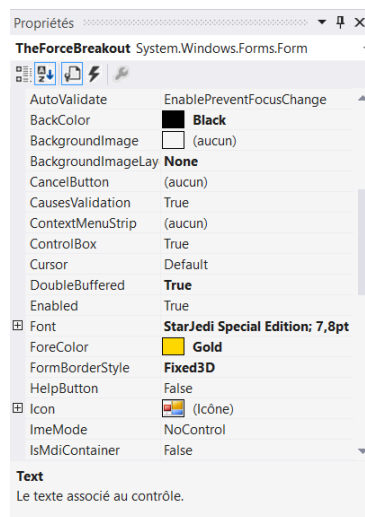 Propriétés
TheForceBreakout System.Windows.Forms.Form
AutoValidate EnablePreventFocusChange
BackColor Black
BackgroundImage (aucun)
BackgroundImageLay None
CancelButton (aucun)
CausesValidation True
ContextMenuStrip (aucun)
ControlBox True
Cursor Default
DoubleBuffered True
Enabled True
Font StarJedi Special Edition; 7,8pt
ForeColor Gold
FormBorderStyle Fixed3D
HelpButton False
Icon (Icône)
ImeMode NoControl
IsMdiContainer False
Text
Le texte associé au contrôle.